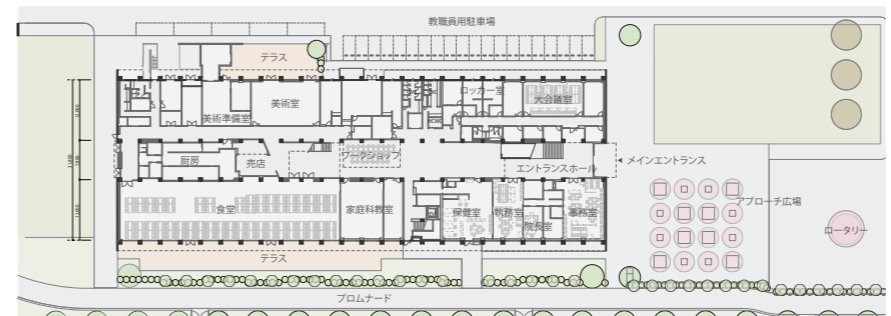 教職員用駐車場
テラス
ロッカー室
大会議室
美術室
美術準備室
ワークショップ
厨房
売店
エントランスホール
メインエントランス
食堂
家庭科教室
保健室
執務室
院長室
事務室
アプローチ広場
ロータリー
テラス
プロムナード